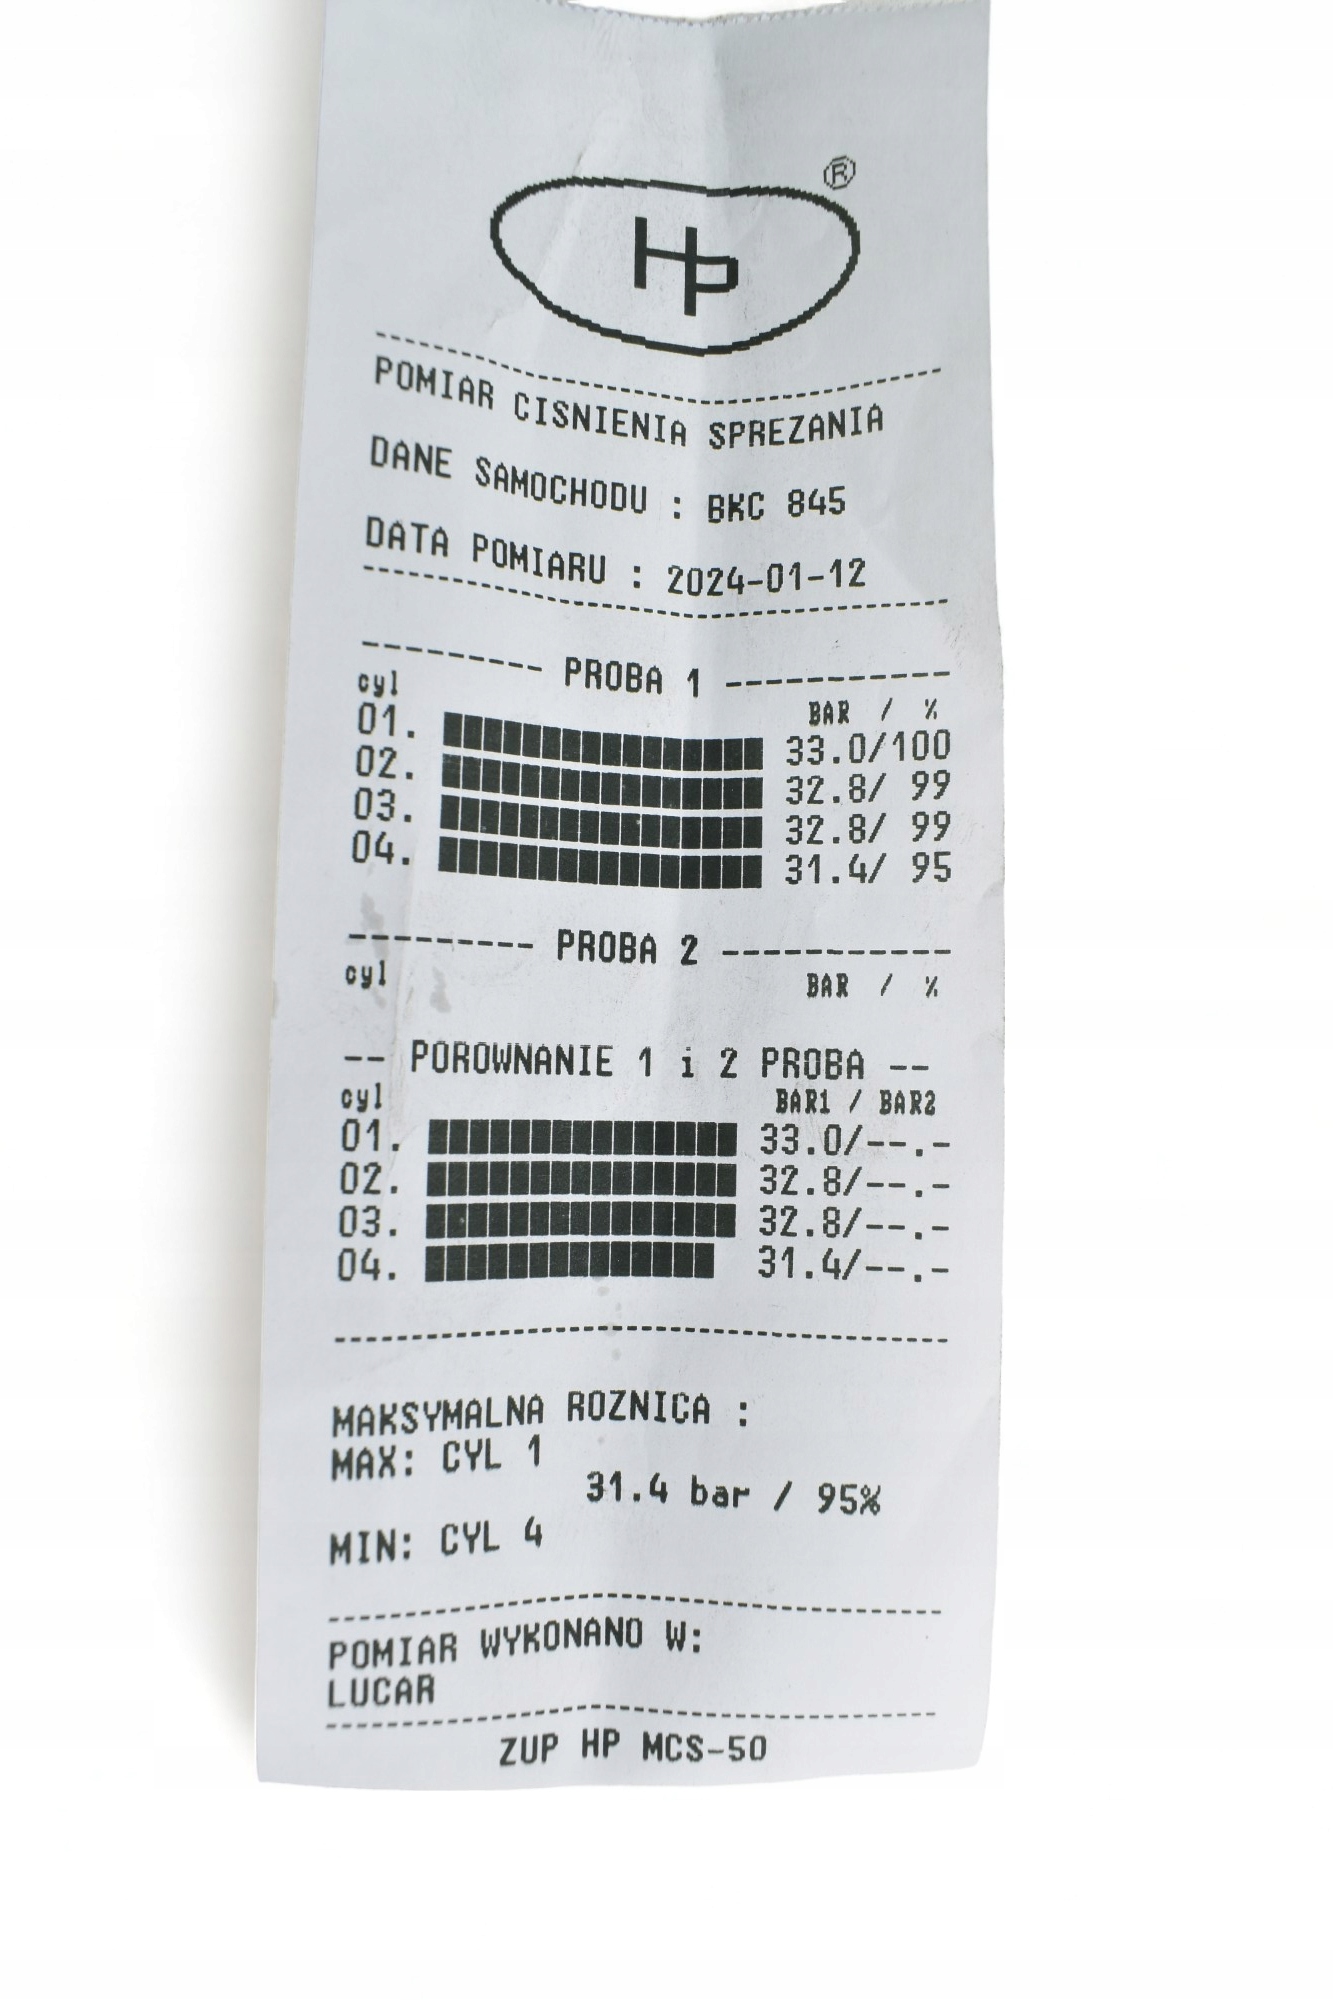 HP ®
POMIAR CISNIENIA SPREZANIA
DANE SAMOCHODU : BKC 845
DATA POMIARU : 2024-01-12
--------- PROBA 1 -----------
cyl BAR / %
01. 33.0/100
02. 32.8/ 99
03. 32.8/ 99
04. 31.4/ 95
--------- PROBA 2 -----------
cyl BAR / %
-- POROWNANIE 1 i 2 PROBA --
cyl BAR1 / BAR2
01. 33.0/--.-
02. 32.8/--.-
03. 32.8/--.-
04. 31.4/--.-
MAKSYMALNA ROZNICA :
MAX: CYL 1
31.4 bar / 95%
MIN: CYL 4
POMIAR WYKONANO W:
LUCAR
ZUP HP MCS-50